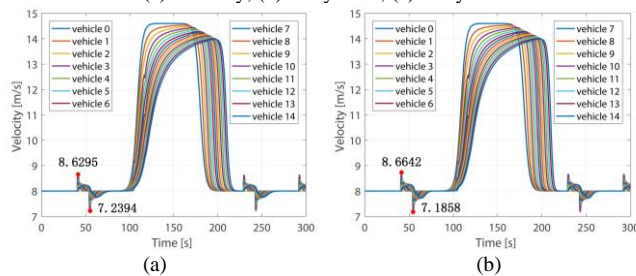 15
14
13
12
11
10
9
8
7
Velocity [m/s]
vehicle 0
vehicle 1
vehicle 2
vehicle 3
vehicle 4
vehicle 5
vehicle 6
vehicle 7
vehicle 8
vehicle 9
vehicle 10
vehicle 11
vehicle 12
vehicle 13
vehicle 14
8.6295
7.2394
0 50 100 150 200 250 300
Time [s]
(a)
15
14
13
12
11
10
9
8
7
Velocity [m/s]
vehicle 0
vehicle 1
vehicle 2
vehicle 3
vehicle 4
vehicle 5
vehicle 6
vehicle 7
vehicle 8
vehicle 9
vehicle 10
vehicle 11
vehicle 12
vehicle 13
vehicle 14
8.6642
7.1858
0 50 100 150 200 250 300
Time [s]
(b)